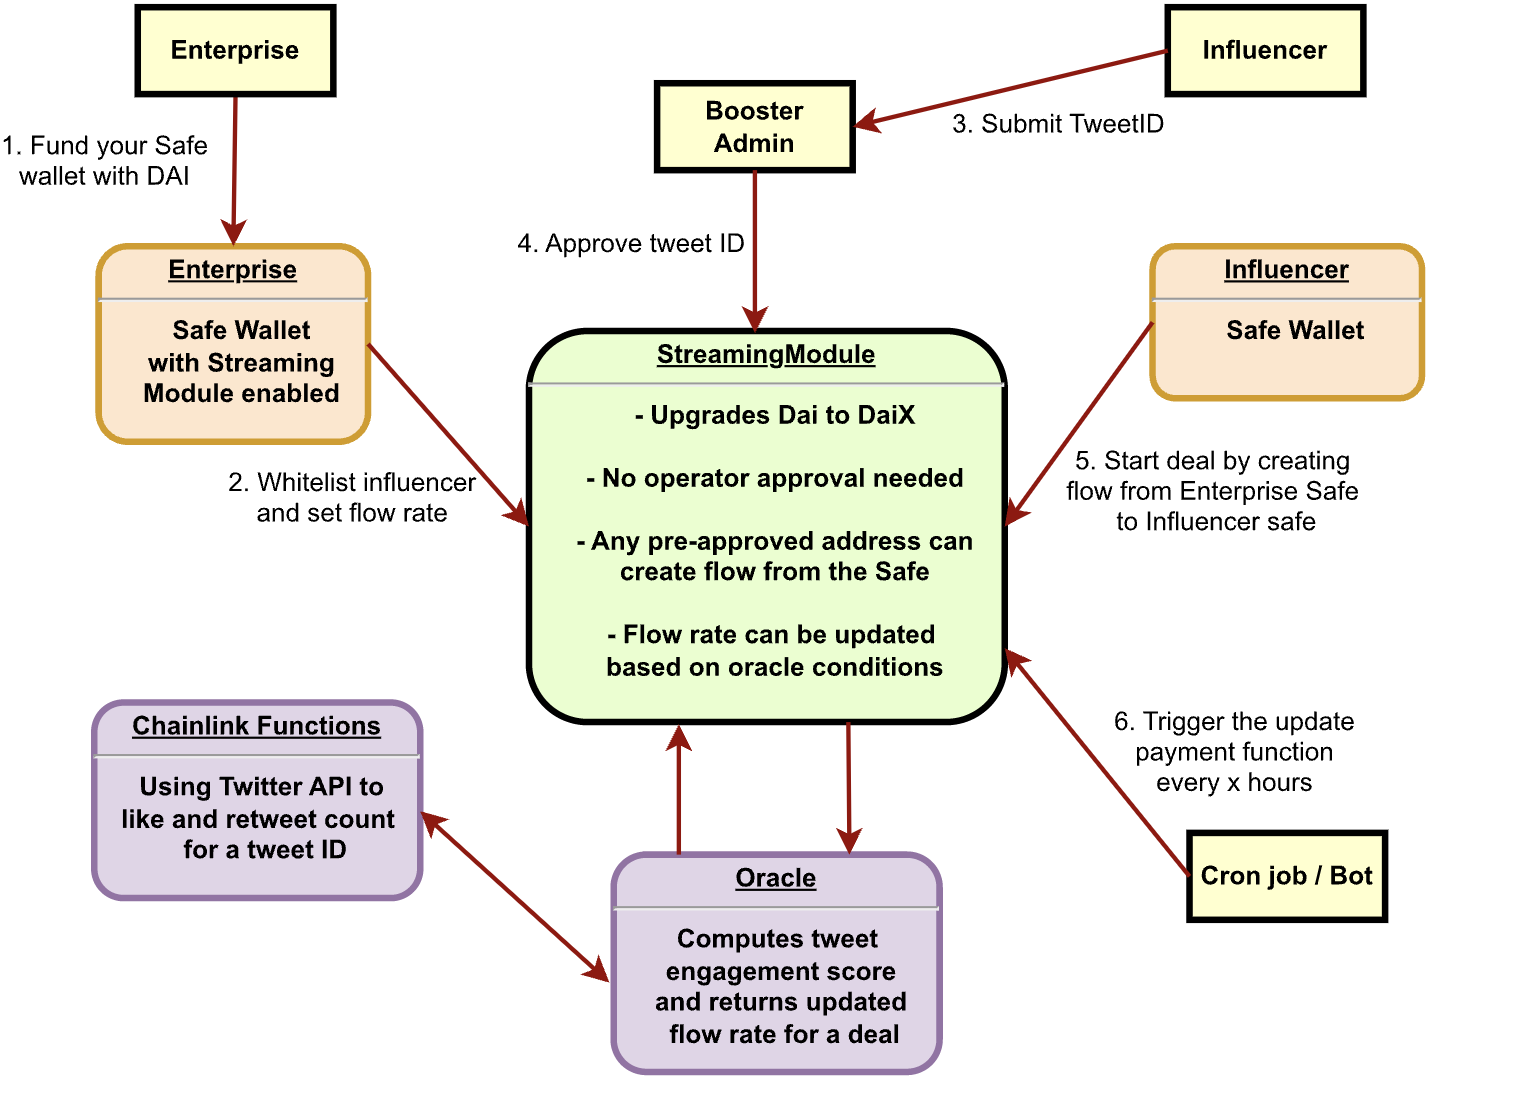 Enterprise
Influencer
Booster
Admin
3. Submit TweetID
1. Fund your Safe
wallet with DAI
4. Approve tweet ID
Enterprise
Safe Wallet
with Streaming
Module enabled
Influencer
Safe Wallet
StreamingModule
- Upgrades Dai to DaiX
- No operator approval needed
- Any pre-approved address can
create flow from the Safe
- Flow rate can be updated
based on oracle conditions
2. Whitelist influencer
and set flow rate
5. Start deal by creating
flow from Enterprise Safe
to Influencer safe
Chainlink Functions
Using Twitter API to
like and retweet count
for a tweet ID
6. Trigger the update
payment function
every x hours
Cron job / Bot
Oracle
Computes tweet
engagement score
and returns updated
flow rate for a deal